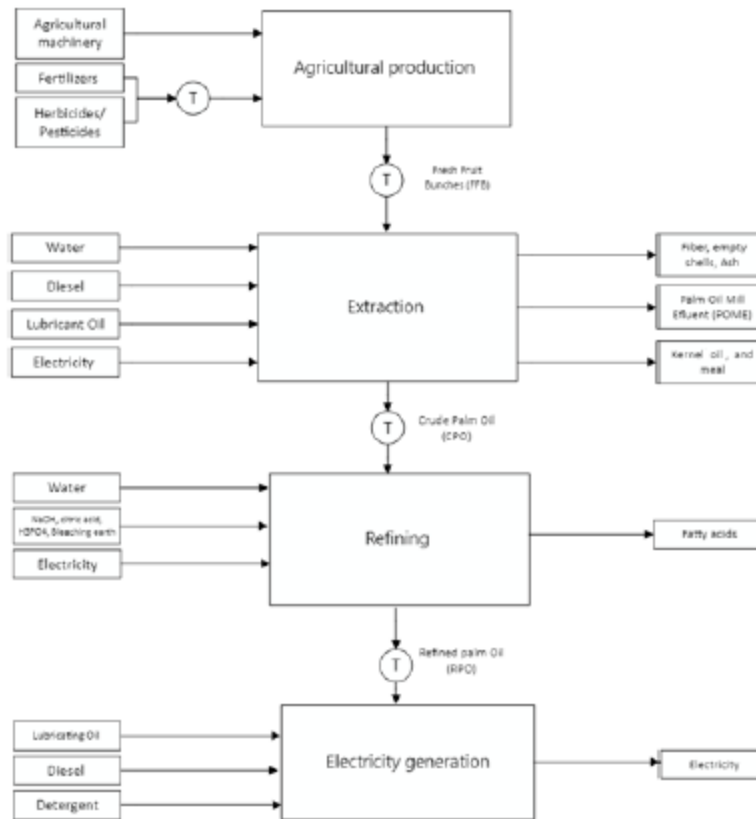 Agricultural
machinery
Fertilizers
Herbicides/
Pesticides
T
Agricultural production
T
Fresh Fruit
Bunches (FFB)
Water
Diesel
Lubricant Oil
Electricity
Extraction
Fiber, empty
shells, Ash
Palm Oil Mill
Efluent (POME)
Kernel oil , and
meal
T
Crude Palm Oil
(CPO)
Water
NaOH, citric acid,
H3PO4, Bleaching earth
Electricity
Refining
Fatty acids
T
Refined palm Oil
(RPO)
Lubricating Oil
Diesel
Detergent
Electricity generation
Electricity